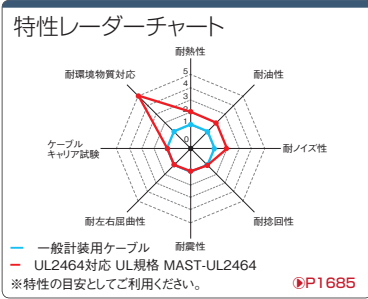 特性レーダーチャート
耐熱性
耐環境物質対応
耐油性
5
4
3
2
1
0
ケーブル
キャリア試験
耐ノイズ性
耐左右屈曲性
耐捻回性
耐震性
一般計装用ケーブル
UL2464対応 UL規格 MAST-UL2464
※特性の目安としてご利用ください。
P1685